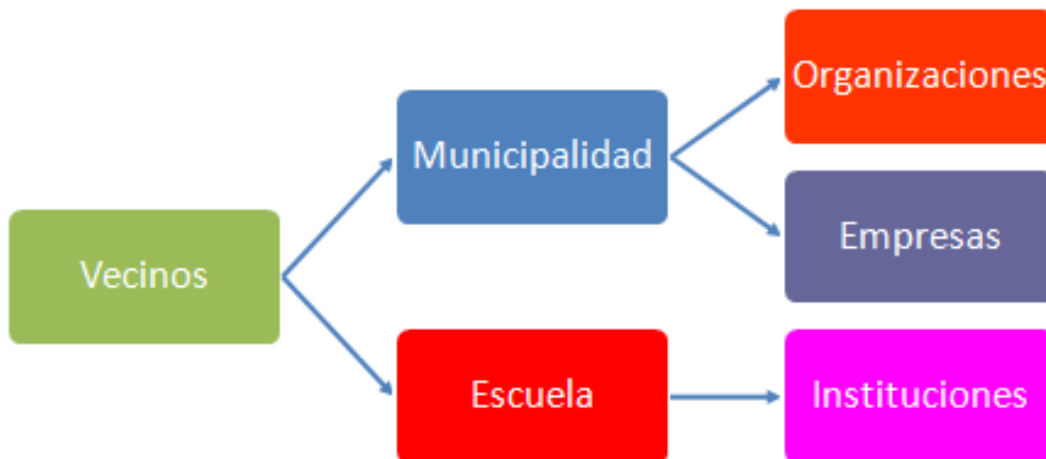 Vecinos
Municipalidad
Escuela
Organizaciones
Empresas
Instituciones